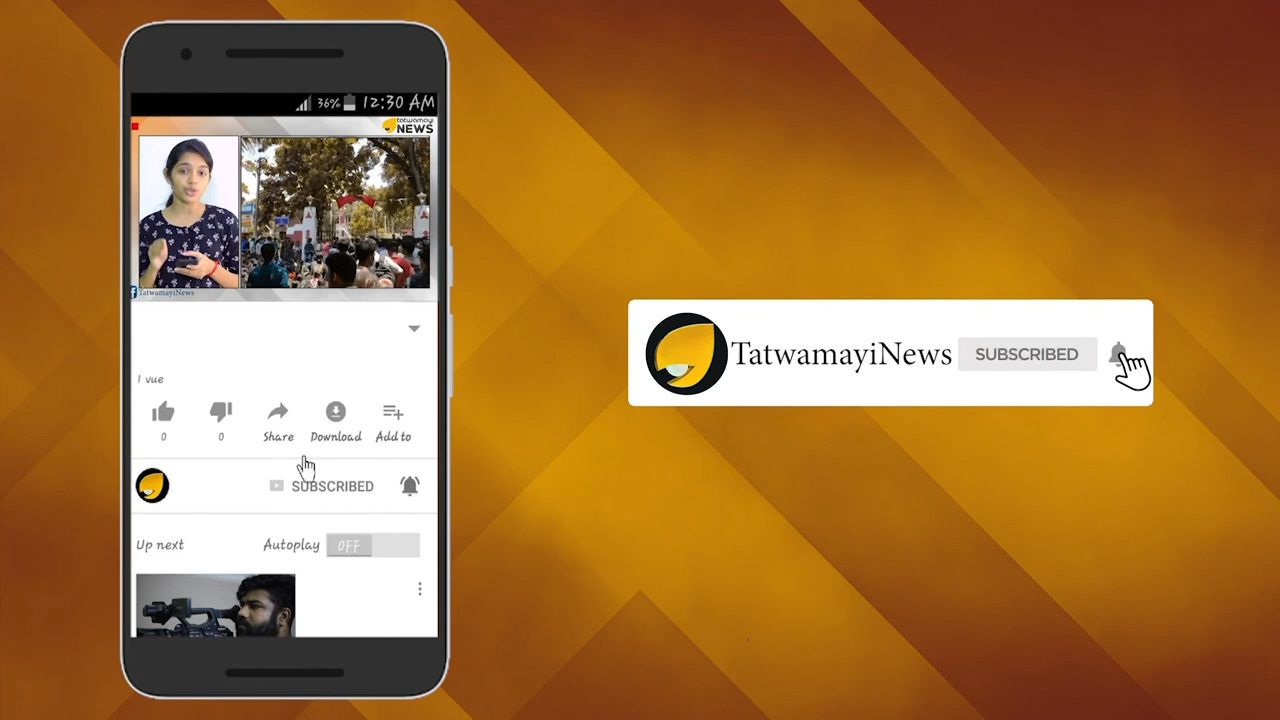 36% 12:30 AM
tatwamayi
NEWS
TatwamayiNews
1 vue
0 0 Share Download Add to
SUBSCRIBED
Up next Autoplay OFF
TatwamayiNews SUBSCRIBED